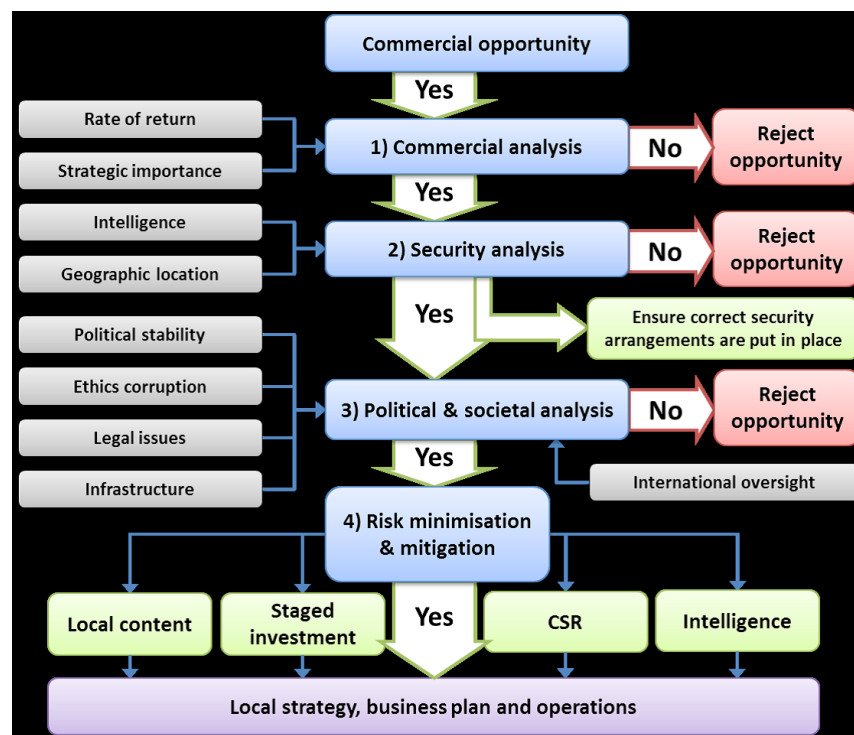 Commercial opportunity
Yes
Rate of return
Strategic importance
1) Commercial analysis
No
Reject
opportunity
Yes
Intelligence
Geographic location
2) Security analysis
No
Reject
opportunity
Yes
Ensure correct security
arrangements are put in place
Political stability
Ethics corruption
Legal issues
Infrastructure
3) Political & societal analysis
No
Reject
opportunity
Yes
International oversight
4) Risk minimisation
& mitigation
Local content
Staged
investment
Yes
CSR
Intelligence
Local strategy, business plan and operations